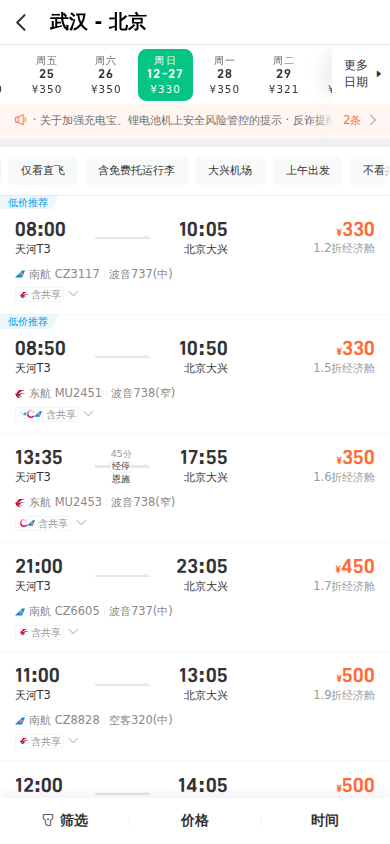 武汉 - 北京
周五 周六 周日 周一 周二
25 26 12-27 28 29
¥350 ¥350 ¥330 ¥350 ¥321
更多
日期
· 关于加强充电宝、锂电池机上安全风险管控的提示 · 反诈提
2条
仅看直飞 含免费托运行李 大兴机场 上午出发 不看
低价推荐
08:00 10:05 ¥330
天河T3 北京大兴 1.2折经济舱
南航 CZ3117 波音737(中)
含共享
低价推荐
08:50 10:50 ¥330
天河T3 北京大兴 1.5折经济舱
东航 MU2451 波音738(窄)
含共享
13:35 45分 17:55 ¥350
经停
天河T3 恩施 北京大兴 1.6折经济舱
东航 MU2453 波音738(窄)
含共享
21:00 23:05 ¥450
天河T3 北京大兴 1.7折经济舱
南航 CZ6605 波音737(中)
含共享
11:00 13:05 ¥500
天河T3 北京大兴 1.9折经济舱
南航 CZ8828 空客320(中)
含共享
12:00 14:05 ¥500
筛选 价格 时间